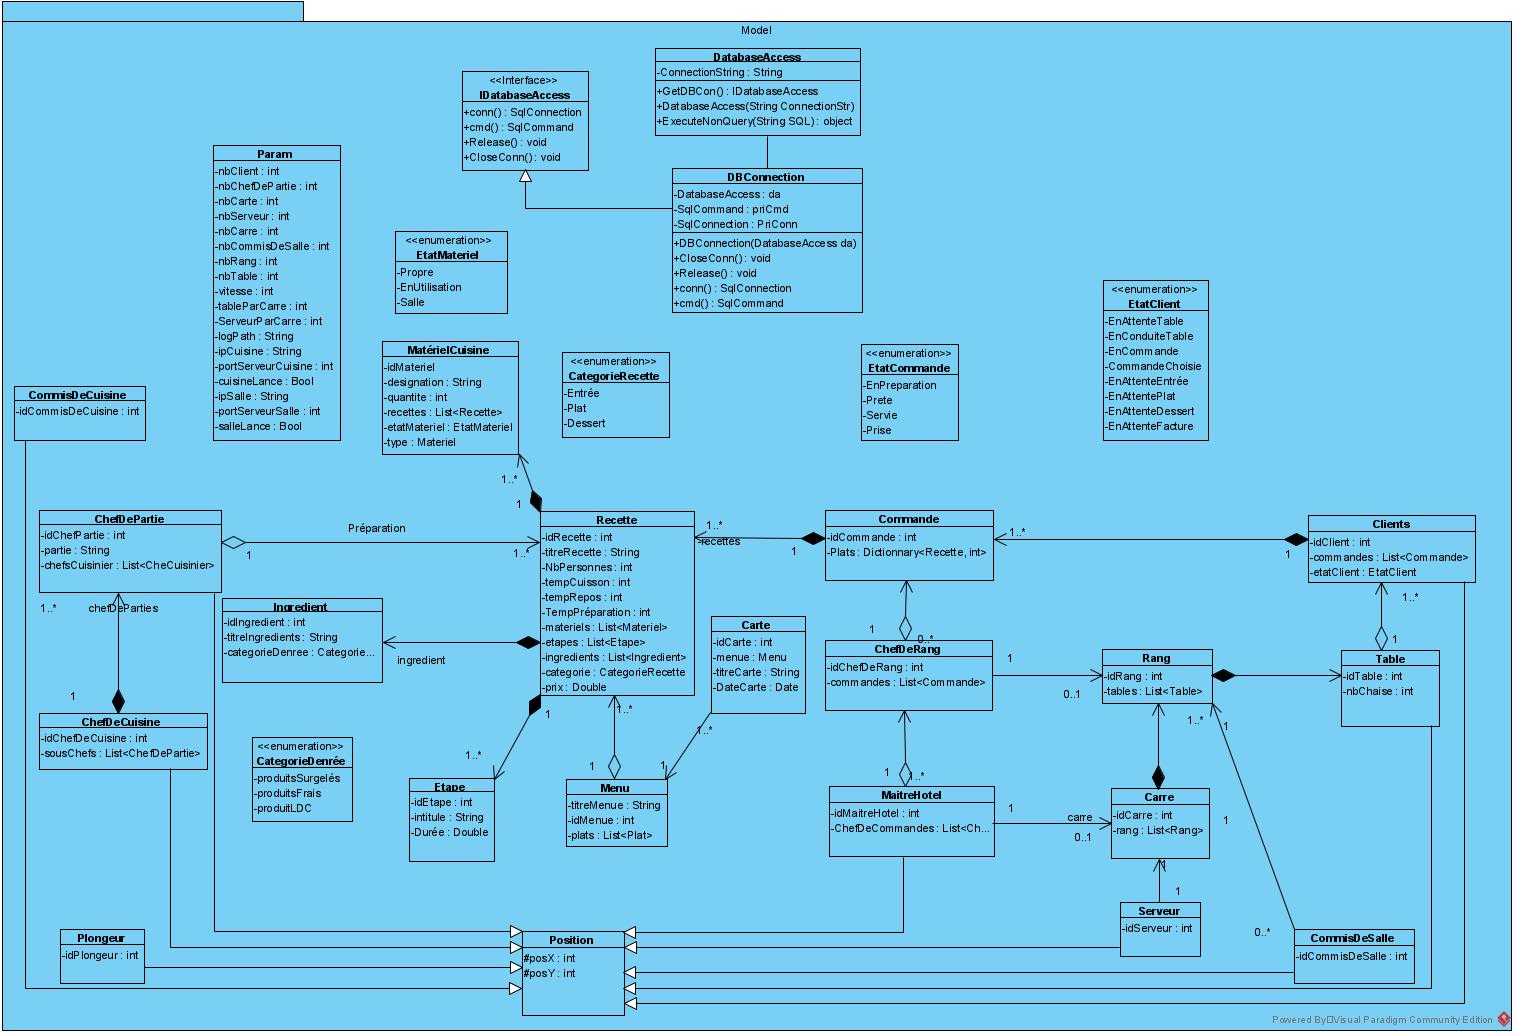 Model
DatabaseAccess
-ConnectionString : String
+GetDBCon() : IDatabaseAccess
+DatabaseAccess(String ConnectionStr)
+ExecuteNonQuery(String SQL) : object
<<Interface>>
IDatabaseAccess
+conn() : SqlConnection
+cmd() : SqlCommand
+Release() : void
+CloseConn() : void
DBConnection
-DatabaseAccess : da
-SqlCommand : priCmd
-SqlConnection : PriConn
+DBConnection(DatabaseAccess da)
+CloseConn() : void
+Release() : void
+conn() : SqlConnection
+cmd() : SqlCommand
Param
-nbClient : int
-nbChefDePartie : int
-nbCarte : int
-nbServeur : int
-nbCarre : int
-nbCommisDeSalle : int
-nbRang : int
-nbTable : int
-vitesse : int
-tableParCarre : int
-ServeurParCarre : int
-logPath : String
-ipCuisine : String
-portServeurCuisine : int
-cuisineLance : Bool
-ipSalle : String
-portServeurSalle : int
-salleLance : Bool
<<enumeration>>
EtatMateriel
-Propre
-EnUtilisation
-Salle
<<enumeration>>
EtatClient
-EnAttenteTable
-EnConduiteTable
-EnCommande
-CommandeChoisie
-EnAttenteEntrée
-EnAttentePlat
-EnAttenteDessert
-EnAttenteFacture
MatérielCuisine
-idMateriel
-designation : String
-quantite : int
-recettes : List<Recette>
-etatMateriel : EtatMateriel
-type : Materiel
<<enumeration>>
CategorieRecette
-Entrée
-Plat
-Dessert
<<enumeration>>
EtatCommande
-EnPreparation
-Prete
-Servie
-Prise
CommisDeCuisine
-idCommisDeCuisine : int
1..*
1
ChefDePartie
-idChefPartie : int
-partie : String
-chefsCuisinier : List<CheCuisinier>
Préparation
1
1..*
Recette
-idRecette : int
-titreRecette : String
-NbPersonnes : int
-tempCuisson : int
-tempRepos : int
-TempPréparation : int
-materiels : List<Materiel>
-etapes : List<Etape>
-ingredients : List<Ingredient>
-categorie : CategorieRecette
-prix : Double
1..*
-recettes
1
Commande
-idCommande : int
-Plats : Dictionnary<Recette, int>
1..*
1
Clients
-idClient : int
-commandes : List<Commande>
-etatClient : EtatClient
1..*
chefDeParties
1
Ingredient
-idIngredient : int
-titreIngredients : String
-categorieDenree : Categorie...
ingredient
Carte
-idCarte : int
-menue : Menu
-titreCarte : String
-DateCarte : Date
1..*
1
1
0..*
ChefDeRang
-idChefDeRang : int
-commandes : List<Commande>
1
0..1
Rang
-idRang : int
-tables : List<Table>
1..*
1
Table
-idTable : int
-nbChaise : int
1..*
1
ChefDeCuisine
-idChefDeCuisine : int
-sousChefs : List<ChefDePartie>
<<enumeration>>
CategorieDenrée
-produitsSurgelés
-produitsFrais
-produitLDC
1
1..*
Etape
-idEtape : int
-intitule : String
-Durée : Double
1..*
1
Menu
-titreMenue : String
-idMenue : int
-plats : List<Plat>
1
1..*
MaitreHotel
-idMaitreHotel : int
-ChefDeCommandes : List<Ch...
1
carre
0..1
1..*
1
Carre
-idCarre : int
-rang : List<Rang>
1
1
1
Serveur
-idServeur : int
0..*
CommisDeSalle
-idCommisDeSalle : int
Plongeur
-idPlongeur : int
Position
#posX : int
#posY : int
Powered By Visual Paradigm Community Edition